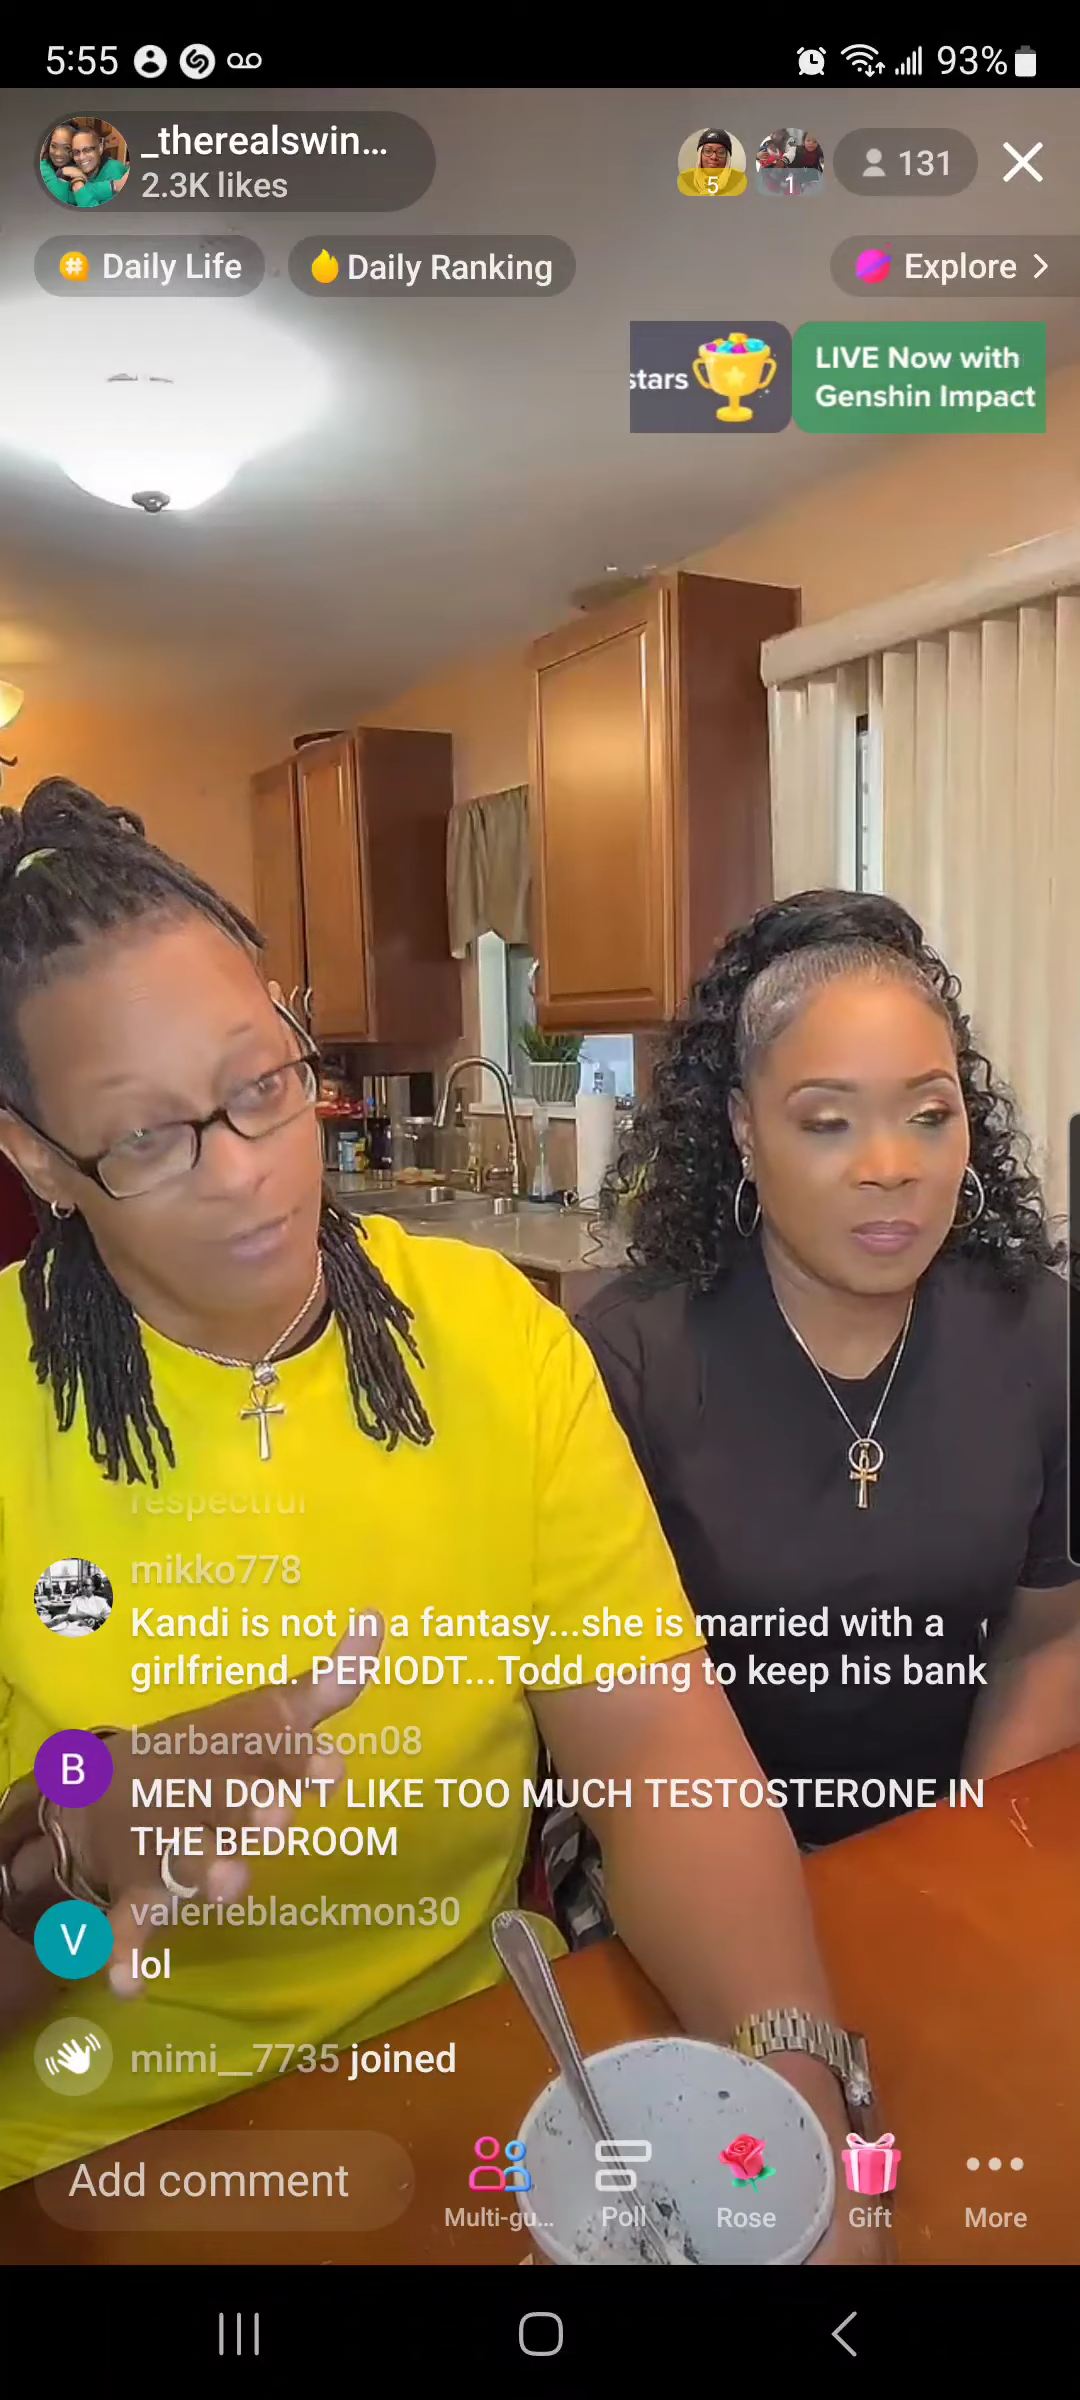 5:55
93%
_therealswin...
2.3K likes
5
1
131
# Daily Life
Daily Ranking
Explore >
stars
LIVE Now with
Genshin Impact
respectful
mikko778
Kandi is not in a fantasy...she is married with a
girlfriend. PERIODT...Todd going to keep his bank
B
barbaravinson08
MEN DON'T LIKE TOO MUCH TESTOSTERONE IN
THE BEDROOM
V
valerieblackmon30
lol
mimi__7735 joined
Add comment
Multi-gu...
Poll
Rose
Gift
More